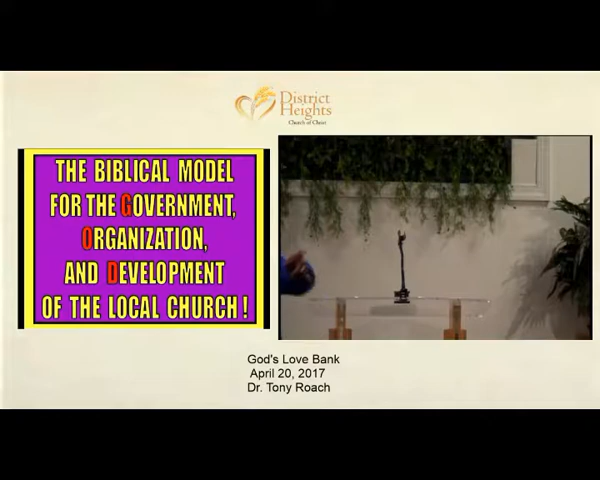 District
Heights
Church of Christ
THE BIBLICAL MODEL
FOR THE GOVERNMENT,
ORGANIZATION,
AND DEVELOPMENT
OF THE LOCAL CHURCH!
God's Love Bank
April 20, 2017
Dr. Tony Roach